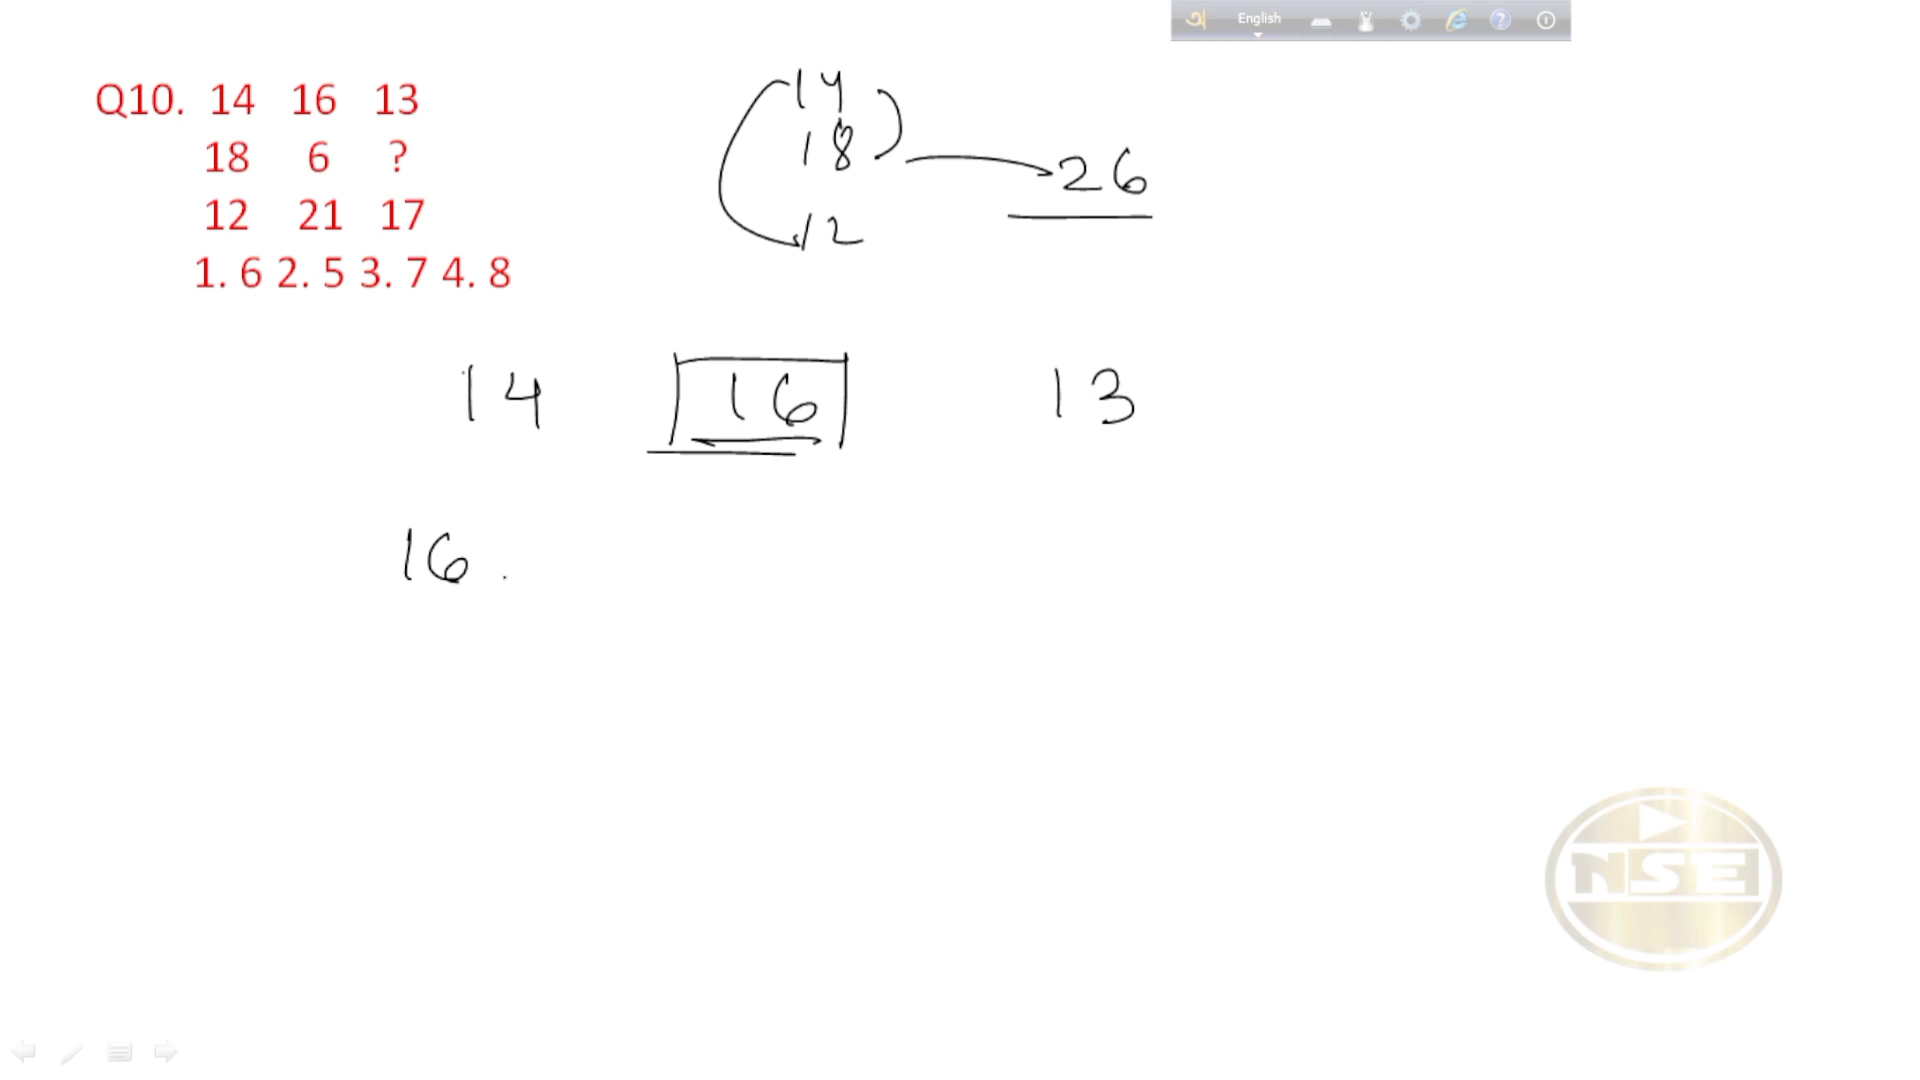 English
Q10. 14 16 13
18 6 ?
12 21 17
1. 6 2. 5 3. 7 4. 8
14
18
26
12
14 16 13
16 .
NSE